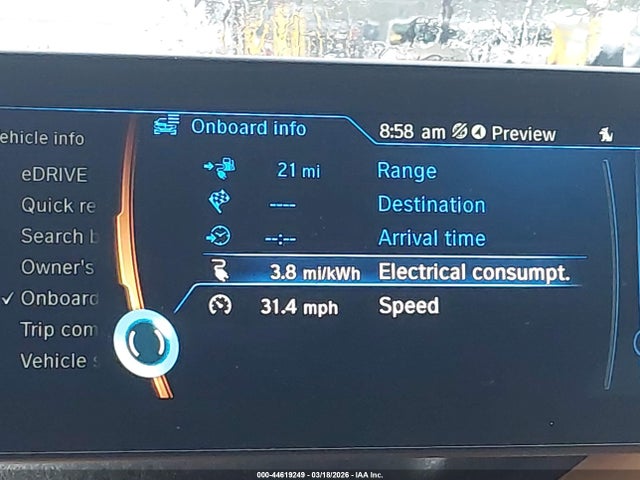 ehicle info
Onboard info
8:58 am Preview
eDRIVE
21 mi Range
Quick re
---- Destination
Search b
--:-- Arrival time
Owner's
3.8 mi/kWh Electrical consumpt.
✓ Onboard
31.4 mph Speed
Trip com
Vehicle s
000-44619249 - 03/18/2026 - IAA Inc.